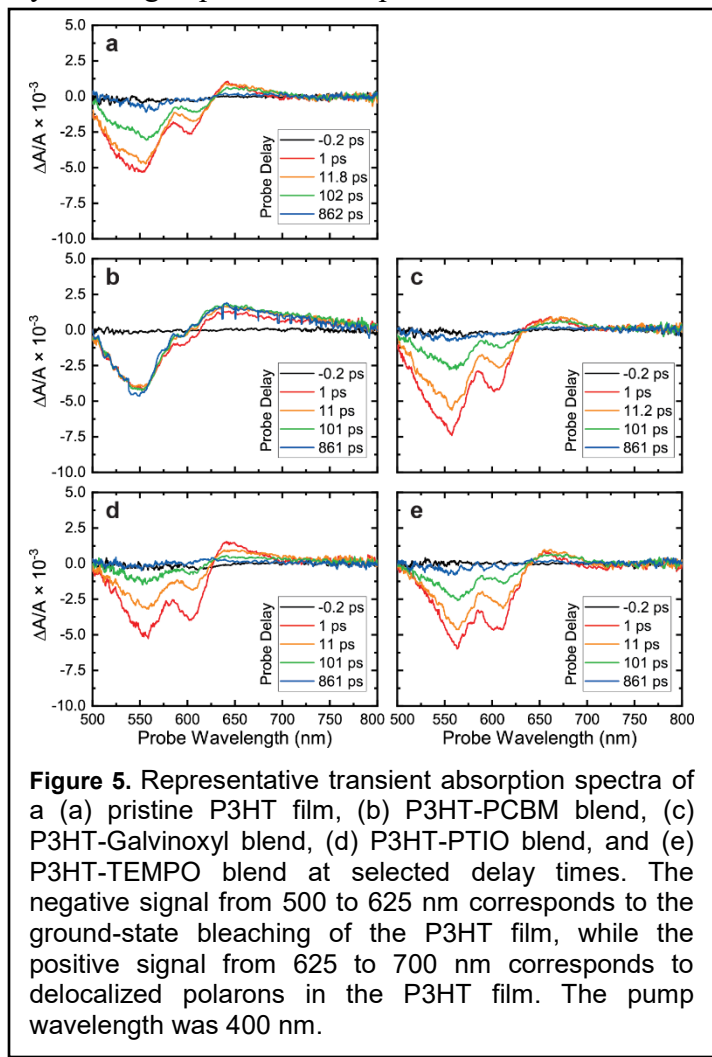 a
5.0
2.5
0.0
-2.5
-5.0
-7.5
-10.0
ΔA/A × 10-3
Probe Delay
-0.2 ps
1 ps
11.8 ps
102 ps
862 ps
b
5.0
2.5
0.0
-2.5
-5.0
-7.5
-10.0
ΔA/A × 10-3
Probe Delay
-0.2 ps
1 ps
11 ps
101 ps
861 ps
c
Probe Delay
-0.2 ps
1 ps
11.2 ps
101 ps
861 ps
d
5.0
2.5
0.0
-2.5
-5.0
-7.5
-10.0
ΔA/A × 10-3
Probe Delay
-0.2 ps
1 ps
11 ps
101 ps
861 ps
500 550 600 650 700 750 800
Probe Wavelength (nm)
e
Probe Delay
-0.2 ps
1 ps
11 ps
101 ps
861 ps
500 550 600 650 700 750 800
Probe Wavelength (nm)
Figure 5. Representative transient absorption spectra of
a (a) pristine P3HT film, (b) P3HT-PCBM blend, (c)
P3HT-Galvinoxyl blend, (d) P3HT-PTIO blend, and (e)
P3HT-TEMPO blend at selected delay times. The
negative signal from 500 to 625 nm corresponds to the
ground-state bleaching of the P3HT film, while the
positive signal from 625 to 700 nm corresponds to
delocalized polarons in the P3HT film. The pump
wavelength was 400 nm.